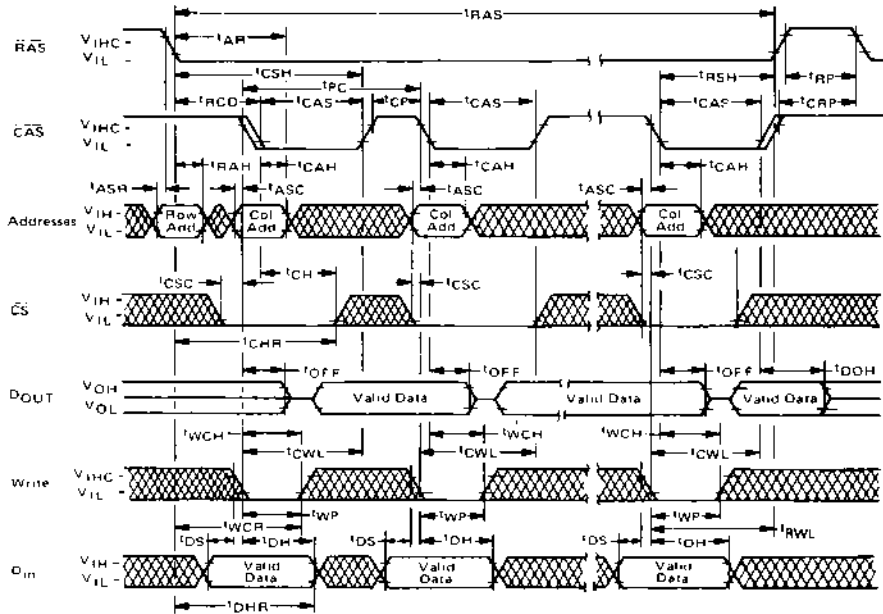 tRAS
RAS VIHC VIL tAR
tCSH
tPC tRSH tRP
tRCD tCAS tCP tCAS tCAS tCRP
CAS VIHC VIL
tRAH tCAH tCAH tCAH
tASR tASC tASC tASC
Addresses VIH VIL Row Add Col Add Col Add Col Add
tCSC tCH tCSC tCSC
CS VIH VIL
tCHR
tOFF tOFF tOFF tDOH
DOUT VOH VOL Valid Data Valid Data Valid Data
tWCH tWCH tWCH
tCWL tCWL tCWL
Write VIHC VIL
tWP tWP tWP
tWCR tRWL
tDS tDH tDS tDH tDS tDH
Din VIH VIL Valid Data Valid Data Valid Data
tDHR